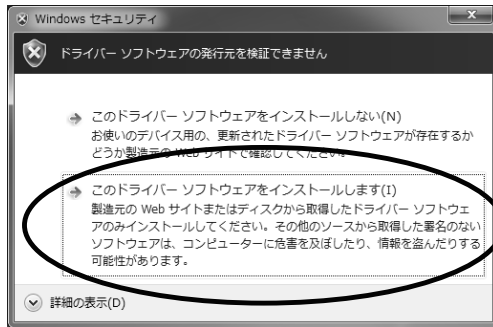 Windows セキュリティ
ドライバー ソフトウェアの発行元を検証できません
このドライバー ソフトウェアをインストールしない(N)
お使いのデバイス用の、更新されたドライバー ソフトウェアが存在するか
どうか製造元の Web サイトで確認してください。
このドライバー ソフトウェアをインストールします(I)
製造元の Web サイトまたはディスクから取得したドライバー ソフトウェ
アのみインストールしてください。その他のソースから取得した署名のない
ソフトウェアは、コンピューターに危害を及ぼしたり、情報を盗んだりする
可能性があります。
詳細の表示(D)